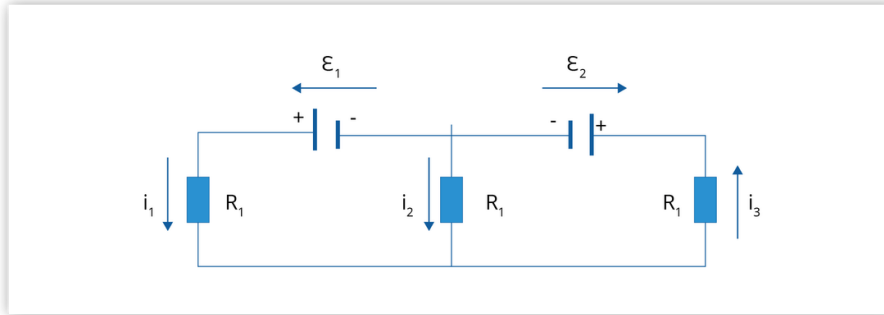 ε₁
ε₂
+ -
- +
i₁ R₁
i₂ R₁
R₁ i₃